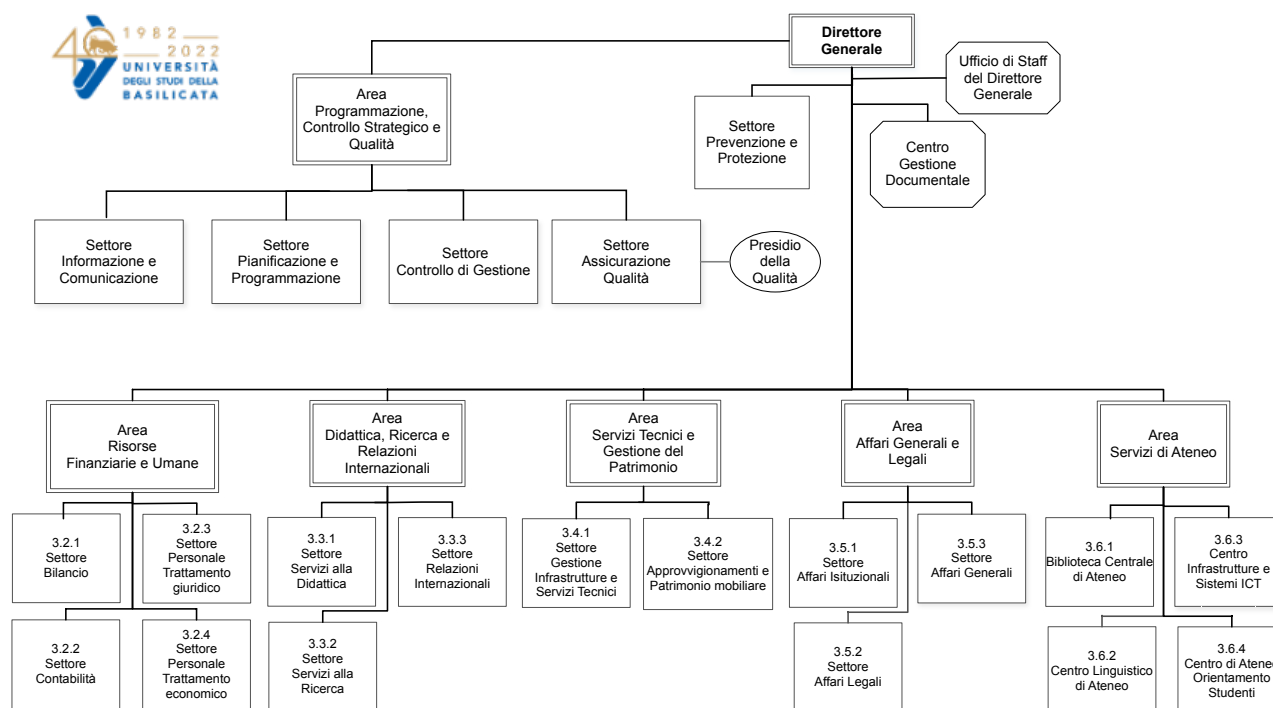 1982
2022
UNIVERSITÀ
DEGLI STUDI DELLA
BASILICATA
Direttore
Generale
Ufficio di Staff
del Direttore
Generale
Area
Programmazione,
Controllo Strategico e
Qualità
Settore
Prevenzione e
Protezione
Centro
Gestione
Documentale
Settore
Informazione e
Comunicazione
Settore
Pianificazione e
Programmazione
Settore
Controllo di Gestione
Settore
Assicurazione
Qualità
Presidio
della
Qualità
Area
Risorse
Finanziarie e Umane
Area
Didattica, Ricerca e
Relazioni
Internazionali
Area
Servizi Tecnici e
Gestione del
Patrimonio
Area
Affari Generali e
Legali
Area
Servizi di Ateneo
3.2.1
Settore
Bilancio
3.2.3
Settore
Personale
Trattamento
giuridico
3.3.1
Settore
Servizi alla
Didattica
3.3.3
Settore
Relazioni
Internazionali
3.4.1
Settore
Gestione
Infrastrutture e
Servizi Tecnici
3.4.2
Settore
Approvvigionamenti e
Patrimonio mobiliare
3.5.1
Settore
Affari Isituzionali
3.5.3
Settore
Affari Generali
3.6.1
Biblioteca Centrale
di Ateneo
3.6.3
Centro
Infrastrutture e
Sistemi ICT
3.2.2
Settore
Contabilità
3.2.4
Settore
Personale
Trattamento
economico
3.3.2
Settore
Servizi alla
Ricerca
3.5.2
Settore
Affari Legali
3.6.2
Centro Linguistico
di Ateneo
3.6.4
Centro di Ateneo
Orientamento
Studenti